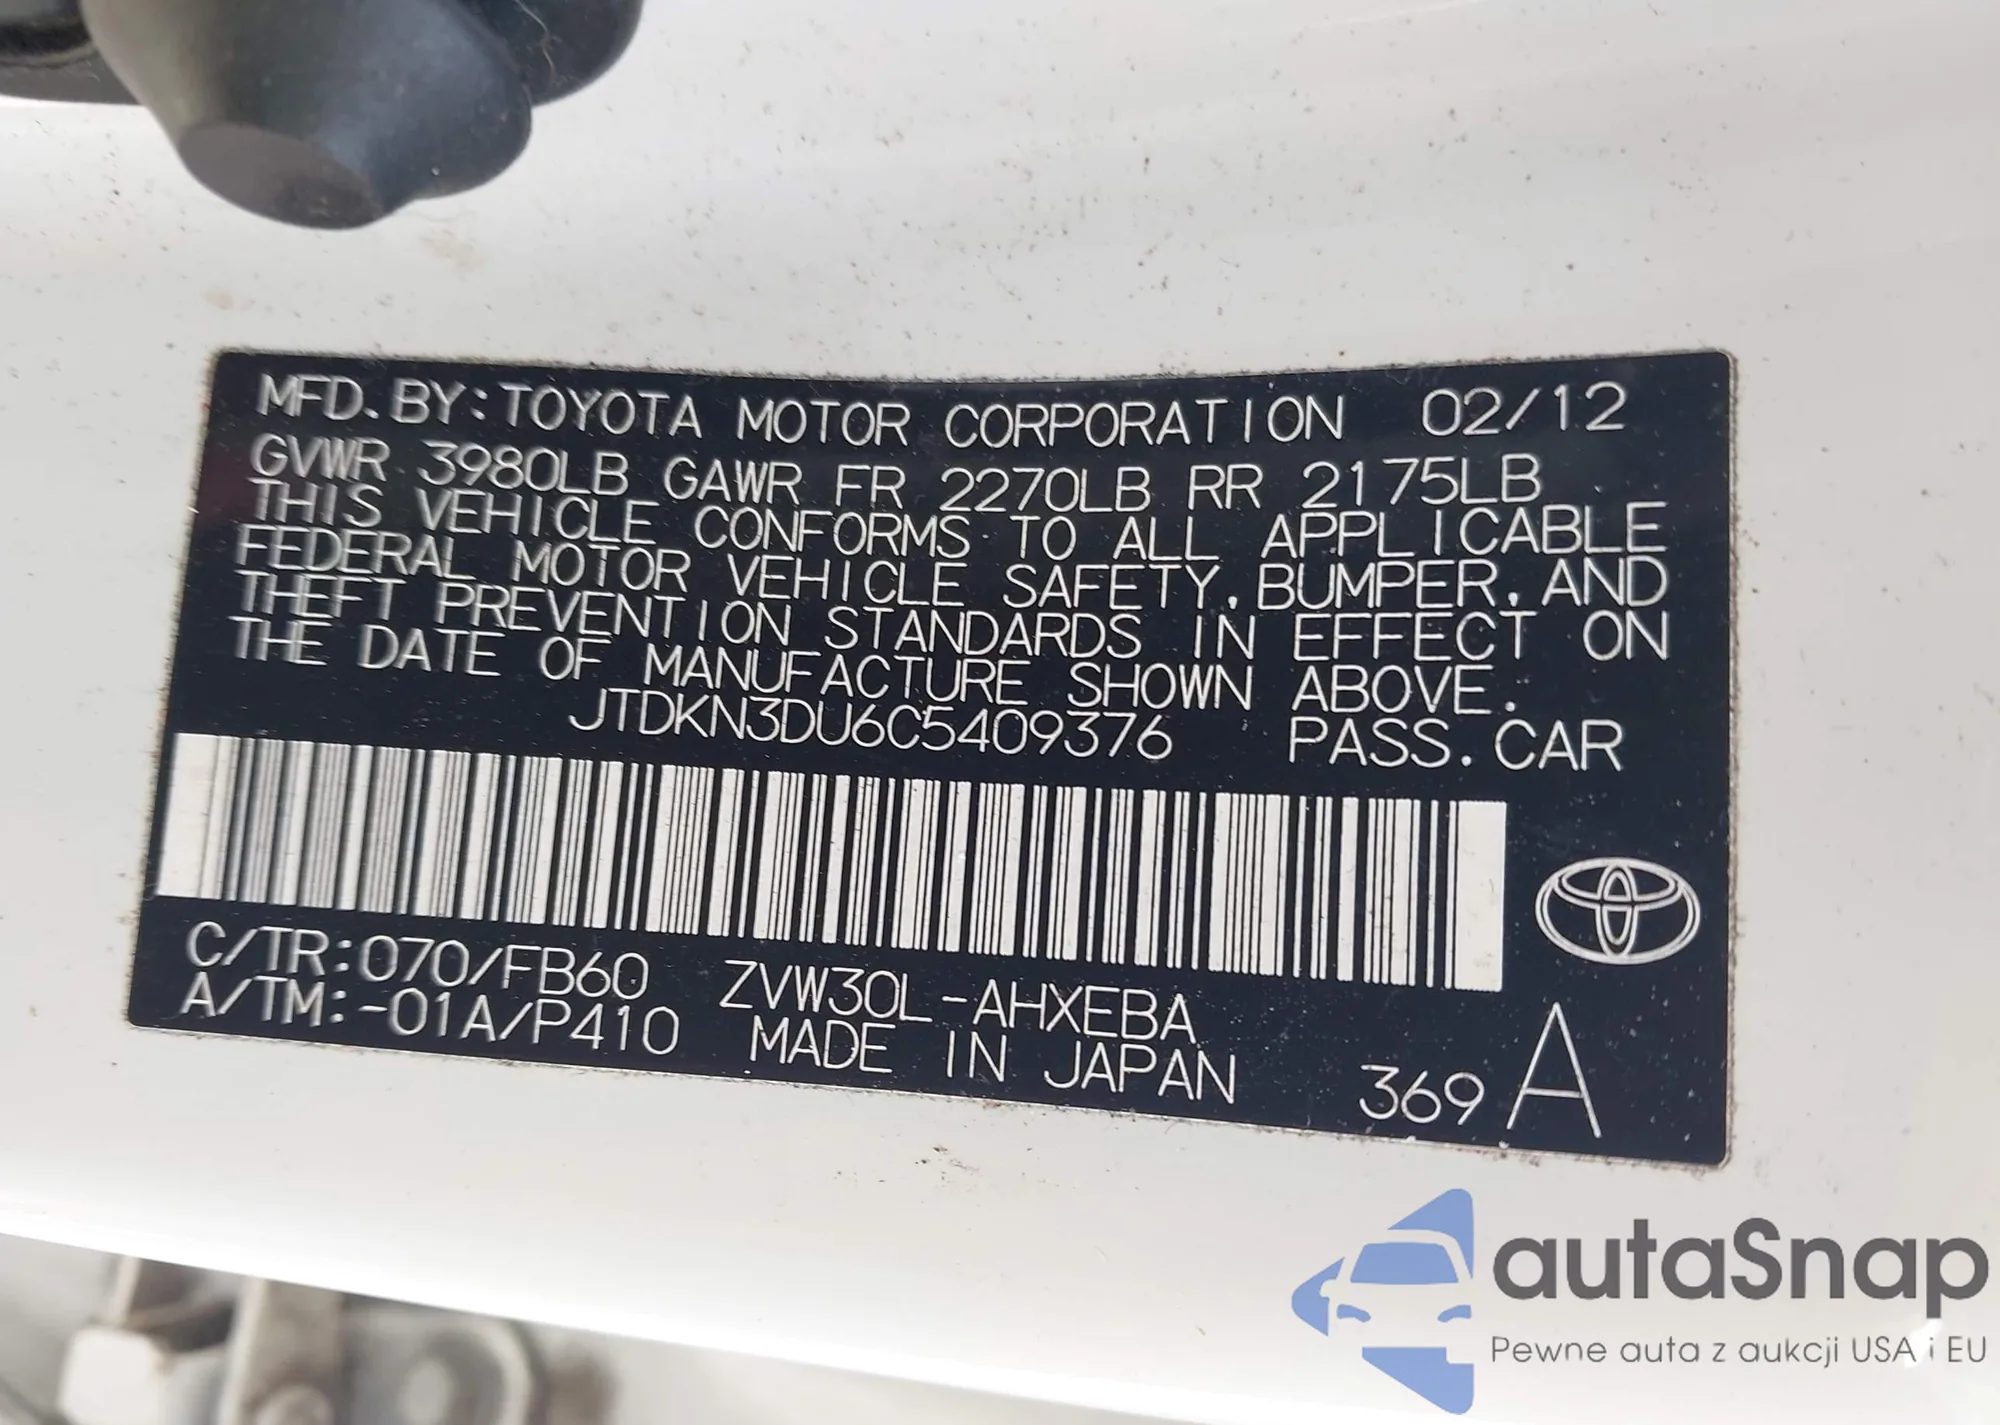 MFD. BY: TOYOTA MOTOR CORPORATION 02/12
GVWR 3980LB GAWR FR 2270LB RR 2175LB
THIS VEHICLE CONFORMS TO ALL APPLICABLE
FEDERAL MOTOR VEHICLE SAFETY, BUMPER, AND
THEFT PREVENTION STANDARDS IN EFFECT ON
THE DATE OF MANUFACTURE SHOWN ABOVE.
JTDKN3DU6C5409376 PASS. CAR
C/TR: 070/FB60 ZVW30L-AHXEBA
A/TM: -01A/P410 MADE IN JAPAN 369 A
autaSnap
Pewne auta z aukcji USA i EU